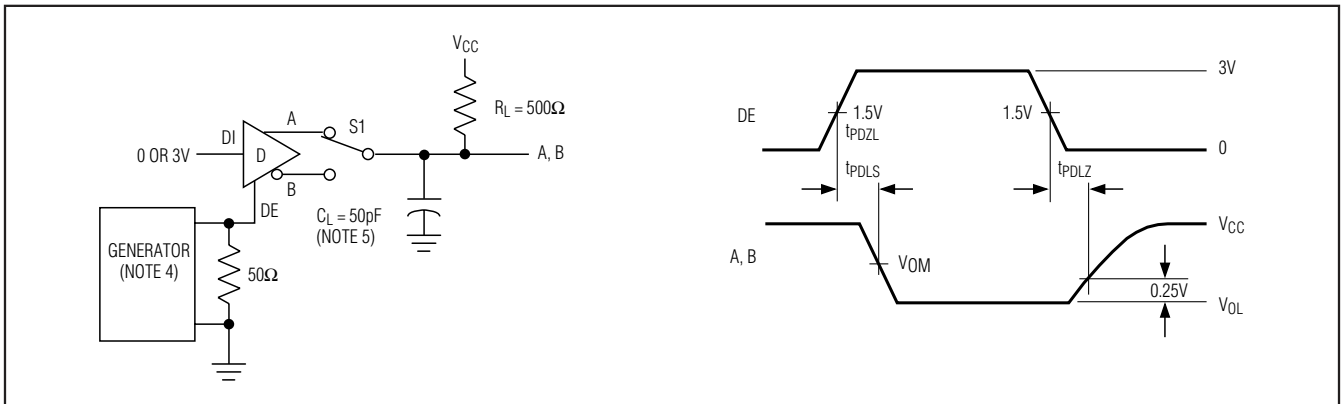 VCC
RL = 500Ω
A
S1
DI
0 OR 3V
D
A, B
B
DE
CL = 50pF
(NOTE 5)
GENERATOR
(NOTE 4)
50Ω
3V
DE
1.5V
1.5V
tPDZL
0
tPDLS
tPDLZ
VCC
A, B
VOM
0.25V
VOL